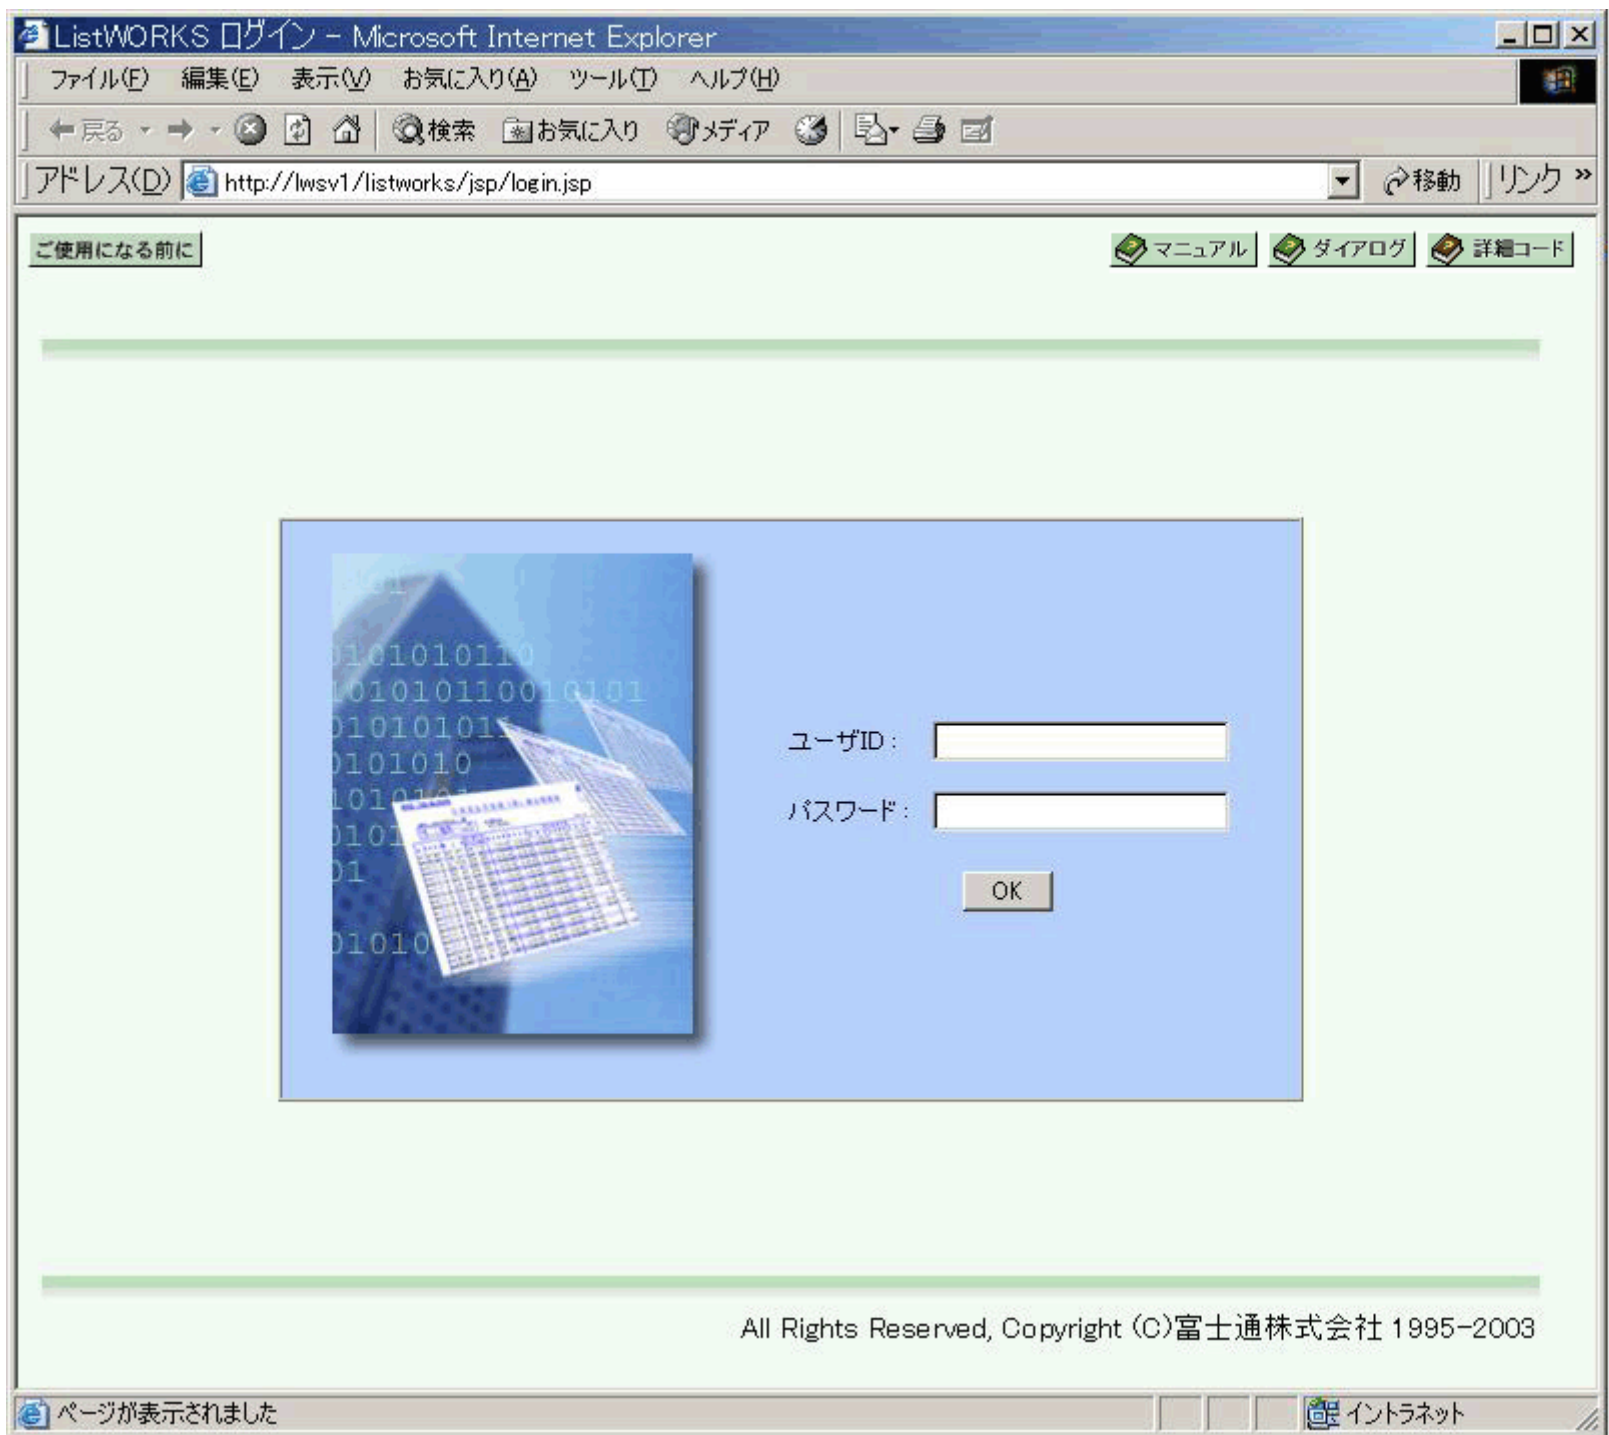 ListWORKS ログイン - Microsoft Internet Explorer
ファイル(F) 編集(E) 表示(V) お気に入り(A) ツール(T) ヘルプ(H)
戻る 検索 お気に入り メディア
アドレス(D) http://lwsv1/listworks/jsp/login.jsp 移動 リンク »
ご使用になる前に マニュアル ダイアログ 詳細コード
0101010110
101010110010101
010101011
0101010
ユーザID :
パスワード :
01
OK
01010
All Rights Reserved, Copyright (C)富士通株式会社 1995-2003
ページが表示されました イントラネット